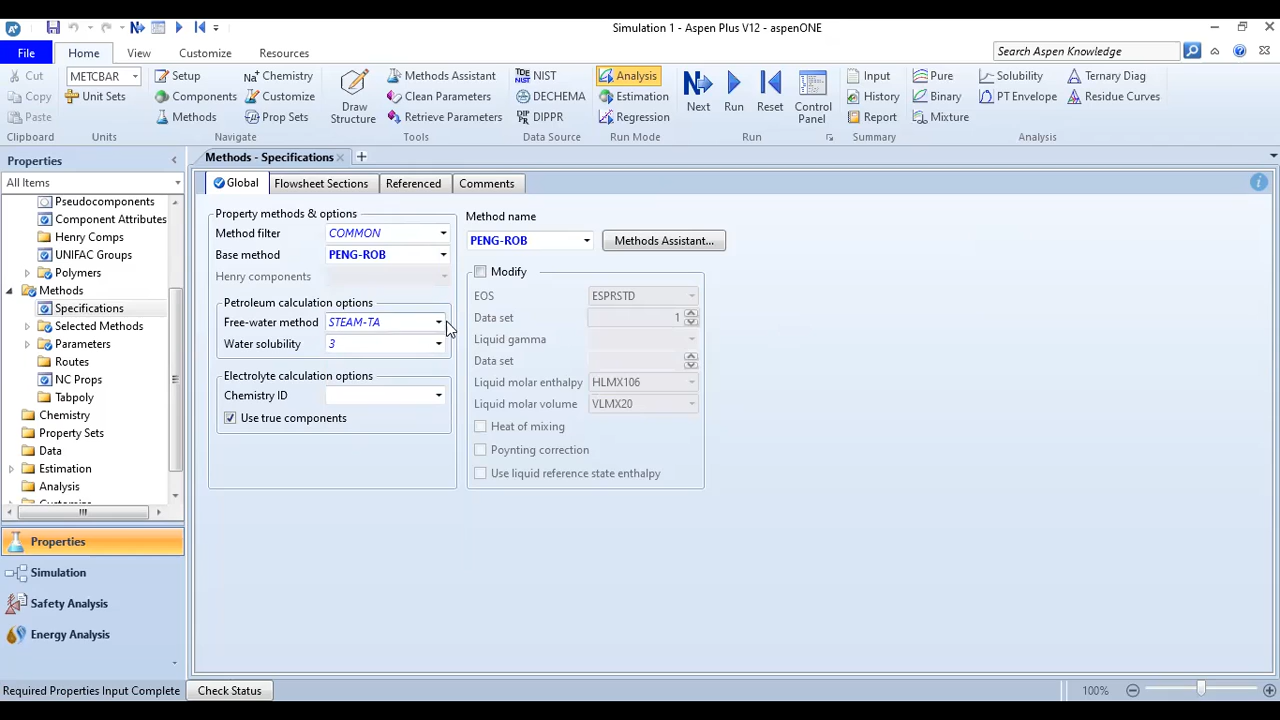 Simulation 1 - Aspen Plus V12 - aspenONE
File Home View Customize Resources Search Aspen Knowledge
Cut METCBAR Setup Chemistry Methods Assistant NIST Analysis Input Pure Solubility Ternary Diag
Copy Unit Sets Components Customize Clean Parameters DECHEMA Estimation History Binary PT Envelope Residue Curves
Paste Methods Prop Sets Draw Structure Retrieve Parameters DIPPR Regression Next Run Reset Control Panel Report Mixture
Clipboard Units Navigate Tools Data Source Run Mode Run Summary Analysis
Properties
All Items
Pseudocomponents
Component Attributes
Henry Comps
UNIFAC Groups
Polymers
Methods
Specifications
Selected Methods
Parameters
Routes
NC Props
Tabpoly
Chemistry
Property Sets
Data
Estimation
Analysis
Customize
Properties
Simulation
Safety Analysis
Energy Analysis
Methods - Specifications
Global Flowsheet Sections Referenced Comments
Property methods & options
Method filter COMMON
Base method PENG-ROB
Henry components
Petroleum calculation options
Free-water method STEAM-TA
Water solubility 3
Electrolyte calculation options
Chemistry ID
Use true components
Method name
PENG-ROB Methods Assistant...
Modify
EOS ESPRSTD
Data set 1
Liquid gamma
Data set
Liquid molar enthalpy HLMX106
Liquid molar volume VLMX20
Heat of mixing
Poynting correction
Use liquid reference state enthalpy
Required Properties Input Complete Check Status 100%